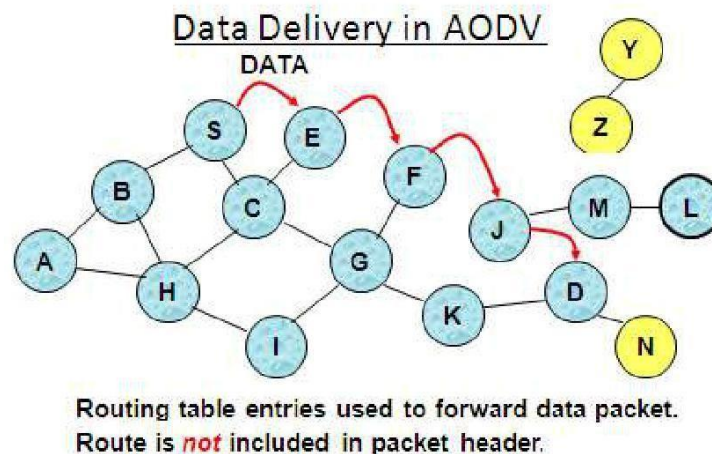 Data Delivery in AODV
DATA
Y
Z
S
E
F
B
C
J
M
L
A
H
G
D
K
I
N
Routing table entries used to forward data packet.
Route is not included in packet header.